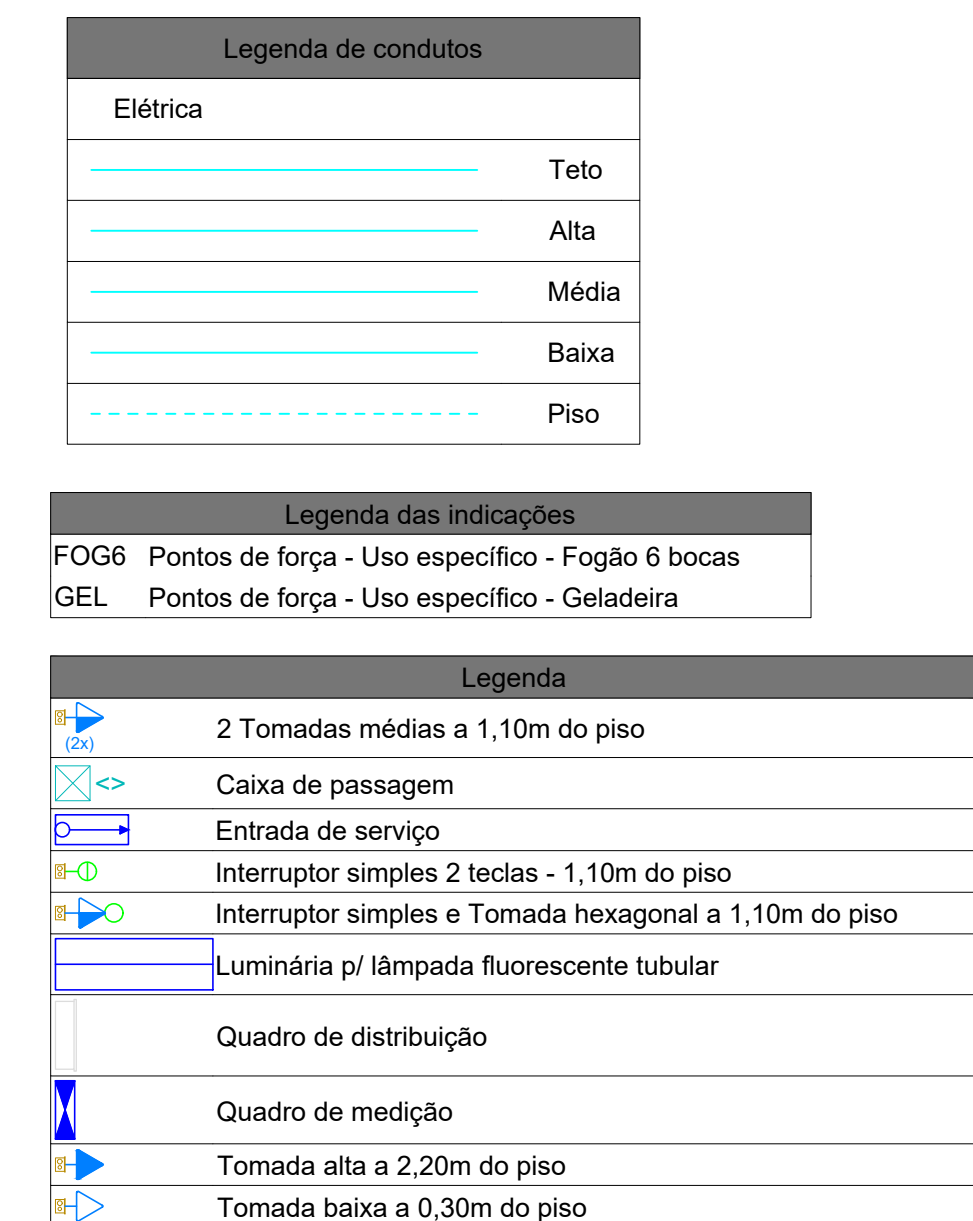 Legenda de condutos
Elétrica
Teto
Alta
Média
Baixa
Piso
Legenda das indicações
FOG6 Pontos de força - Uso específico - Fogão 6 bocas
GEL Pontos de força - Uso específico - Geladeira
Legenda
(2x) 2 Tomadas médias a 1,10m do piso
<> Caixa de passagem
Entrada de serviço
Interruptor simples 2 teclas - 1,10m do piso
Interruptor simples e Tomada hexagonal a 1,10m do piso
Luminária p/ lâmpada fluorescente tubular
Quadro de distribuição
Quadro de medição
Tomada alta a 2,20m do piso
Tomada baixa a 0,30m do piso